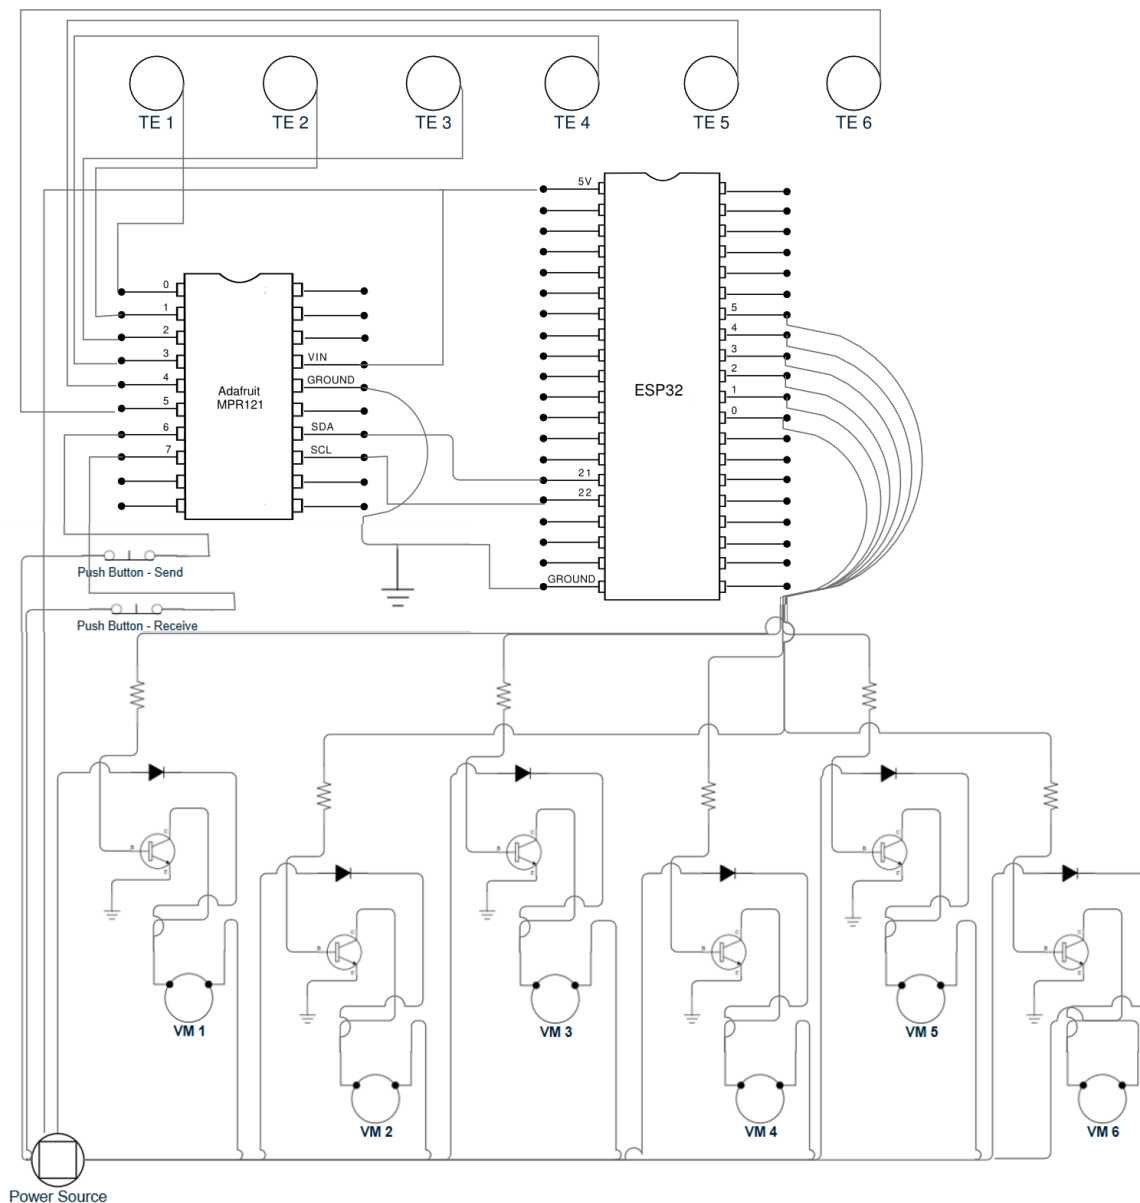 TE 1
TE 2
TE 3
TE 4
TE 5
TE 6
5V
0
1
2
3
4
5
6
7
Adafruit
MPR121
VIN
GROUND
SDA
SCL
ESP32
21
22
GROUND
5
4
3
2
1
0
Push Button - Send
Push Button - Receive
C
B
E
C
B
E
C
B
E
C
B
E
C
B
E
C
B
E
VM 1
VM 2
VM 3
VM 4
VM 5
VM 6
Power Source